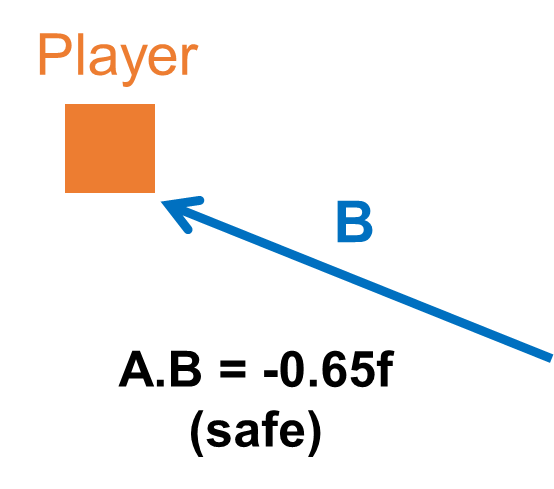 Player
B
A.B = -0.65f
(safe)